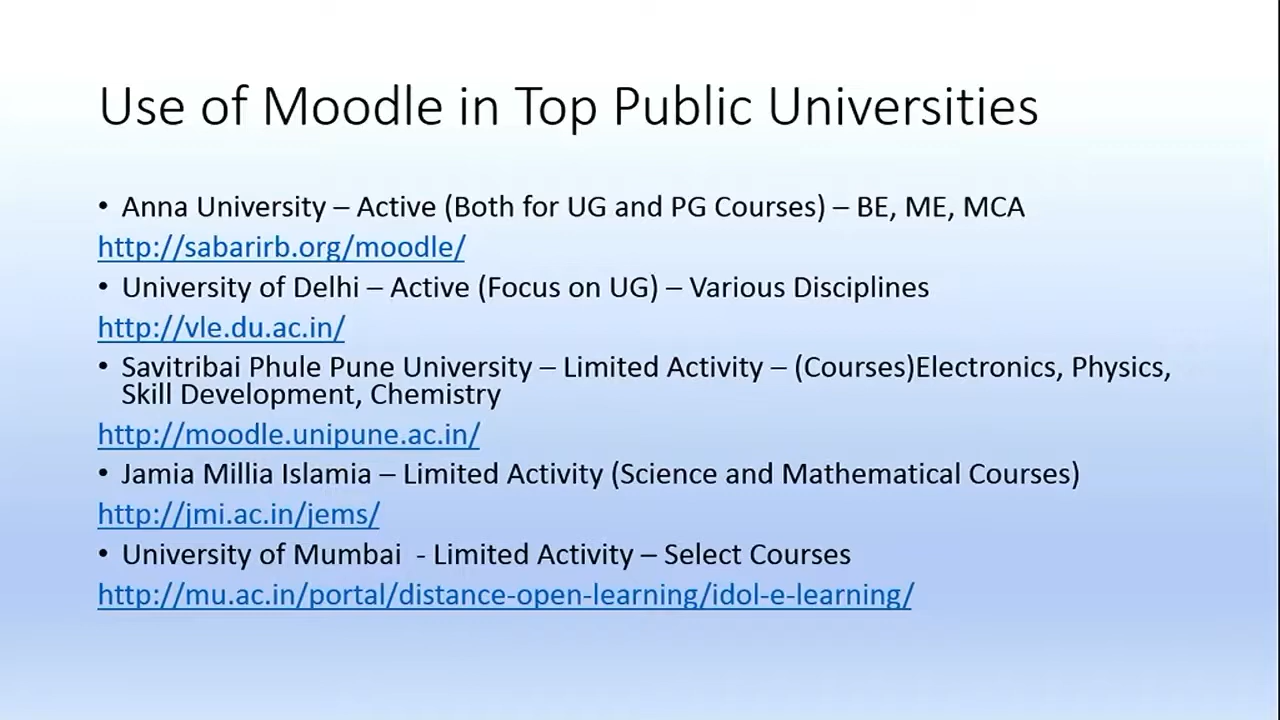 Use of Moodle in Top Public Universities
• Anna University – Active (Both for UG and PG Courses) – BE, ME, MCA
http://sabarirb.org/moodle/
• University of Delhi – Active (Focus on UG) – Various Disciplines
http://vle.du.ac.in/
• Savitribai Phule Pune University – Limited Activity – (Courses)Electronics, Physics,
Skill Development, Chemistry
http://moodle.unipune.ac.in/
• Jamia Millia Islamia – Limited Activity (Science and Mathematical Courses)
http://jmi.ac.in/jems/
• University of Mumbai  - Limited Activity – Select Courses
http://mu.ac.in/portal/distance-open-learning/idol-e-learning/